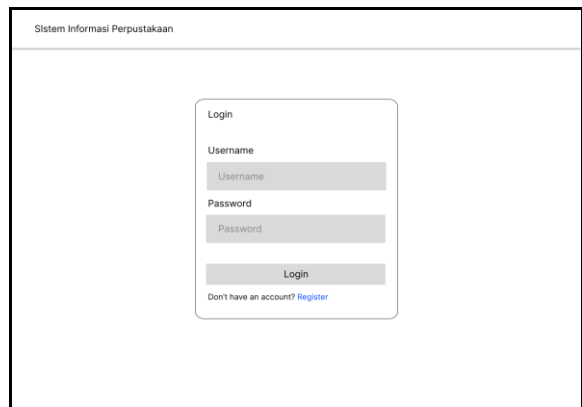 SIstem Informasi Perpustakaan
Login
Username
Username
Password
Password
Login
Don't have an account? Register